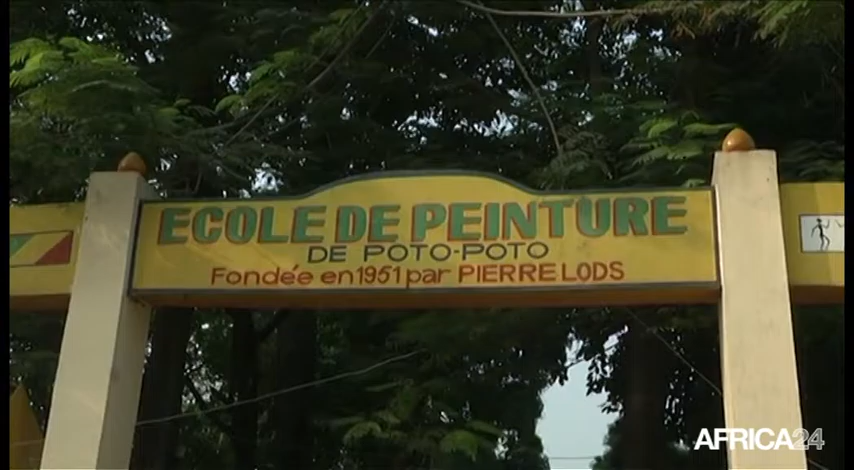 ECOLE DE PEINTURE
DE POTO-POTO
Fondée en 1951 par PIERRE LODS
AFRICA24